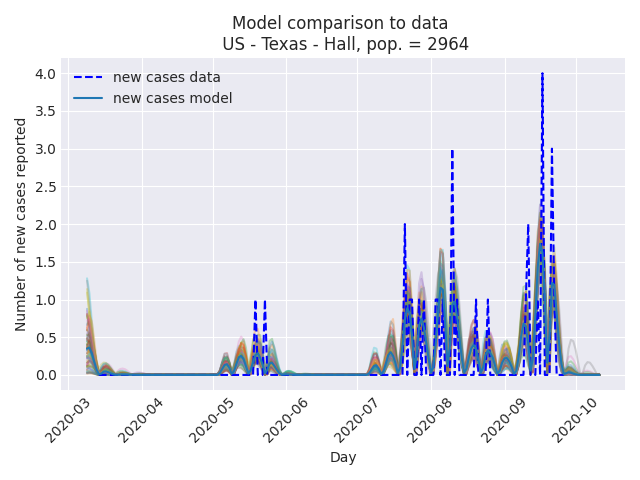 Model comparison to data
US - Texas - Hall, pop. = 2964
new cases data
new cases model
Number of new cases reported
4.0
3.5
3.0
2.5
2.0
1.5
1.0
0.5
0.0
2020-03
2020-04
2020-05
2020-06
2020-07
2020-08
2020-09
2020-10
Day